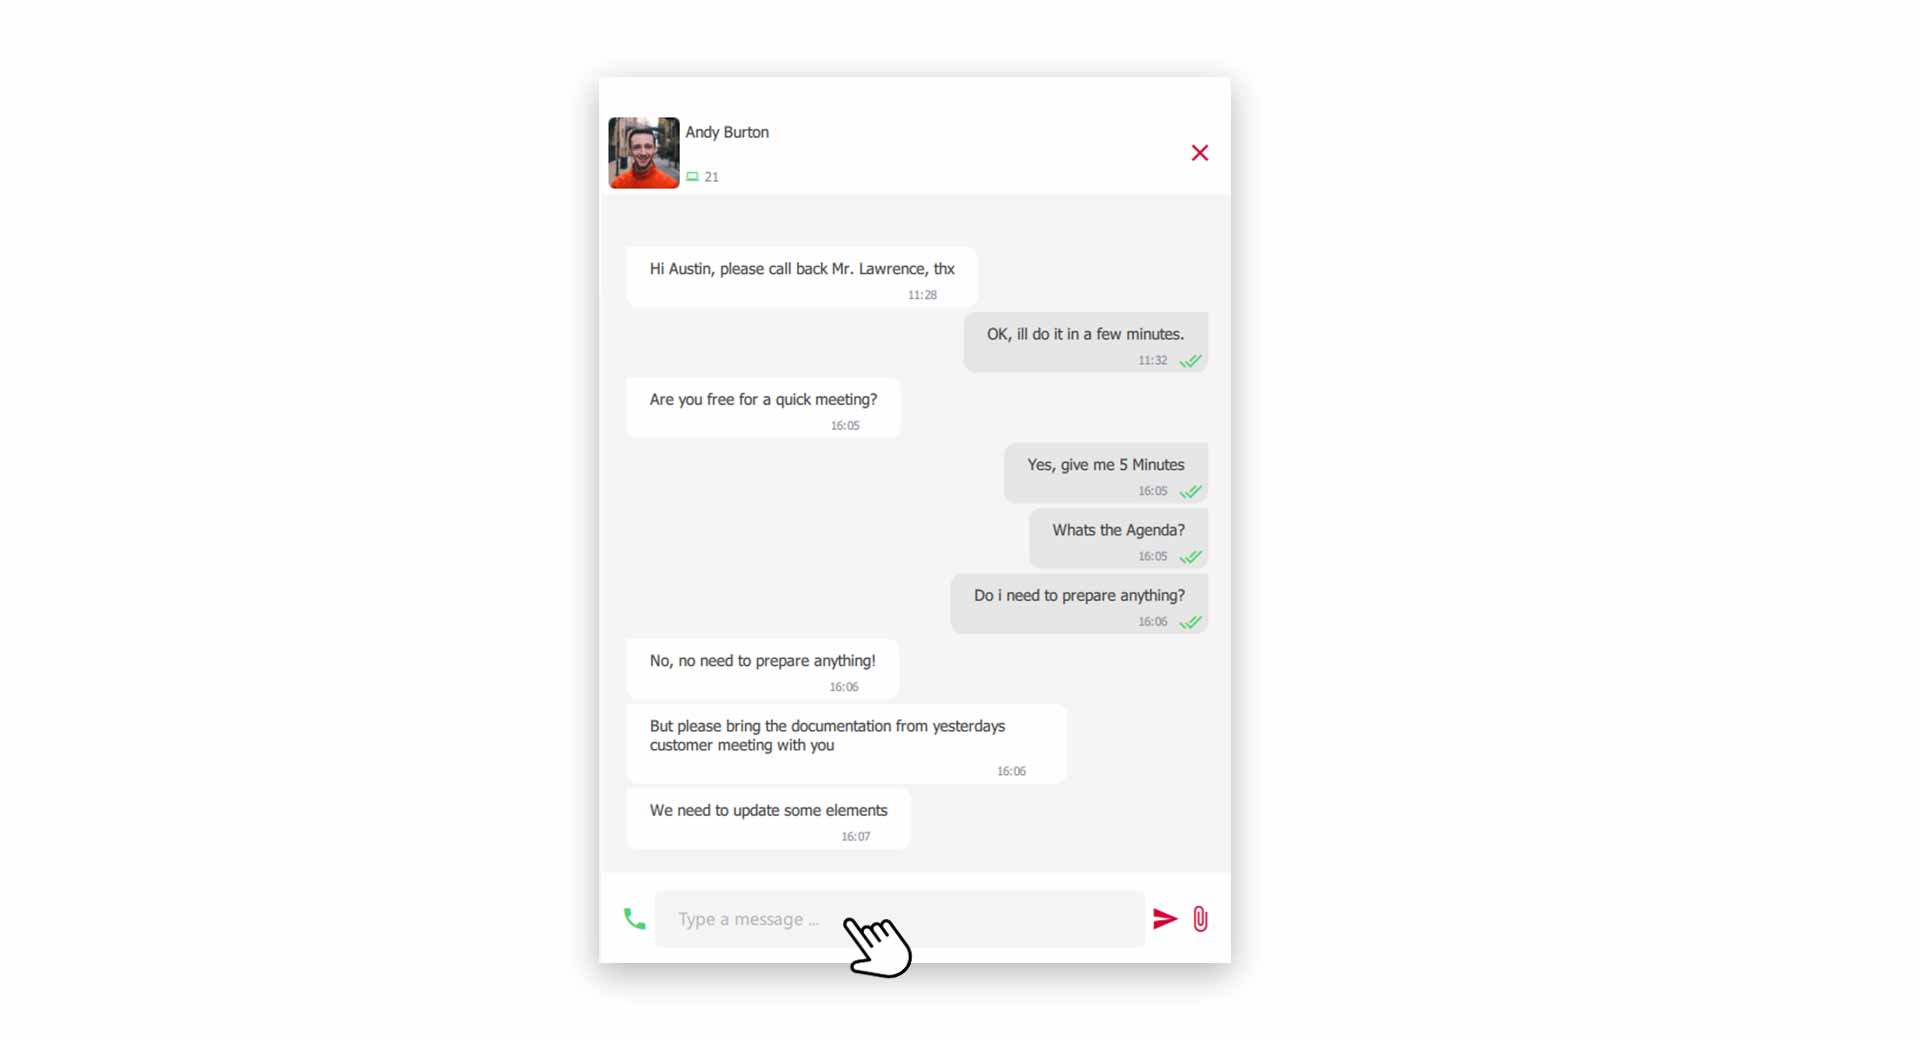 Andy Burton
21
Hi Austin, please call back Mr. Lawrence, thx
11:28
OK, ill do it in a few minutes.
11:32
Are you free for a quick meeting?
16:05
Yes, give me 5 Minutes
16:05
Whats the Agenda?
16:05
Do i need to prepare anything?
16:06
No, no need to prepare anything!
16:06
But please bring the documentation from yesterdays
customer meeting with you
16:06
We need to update some elements
16:07
Type a message ...